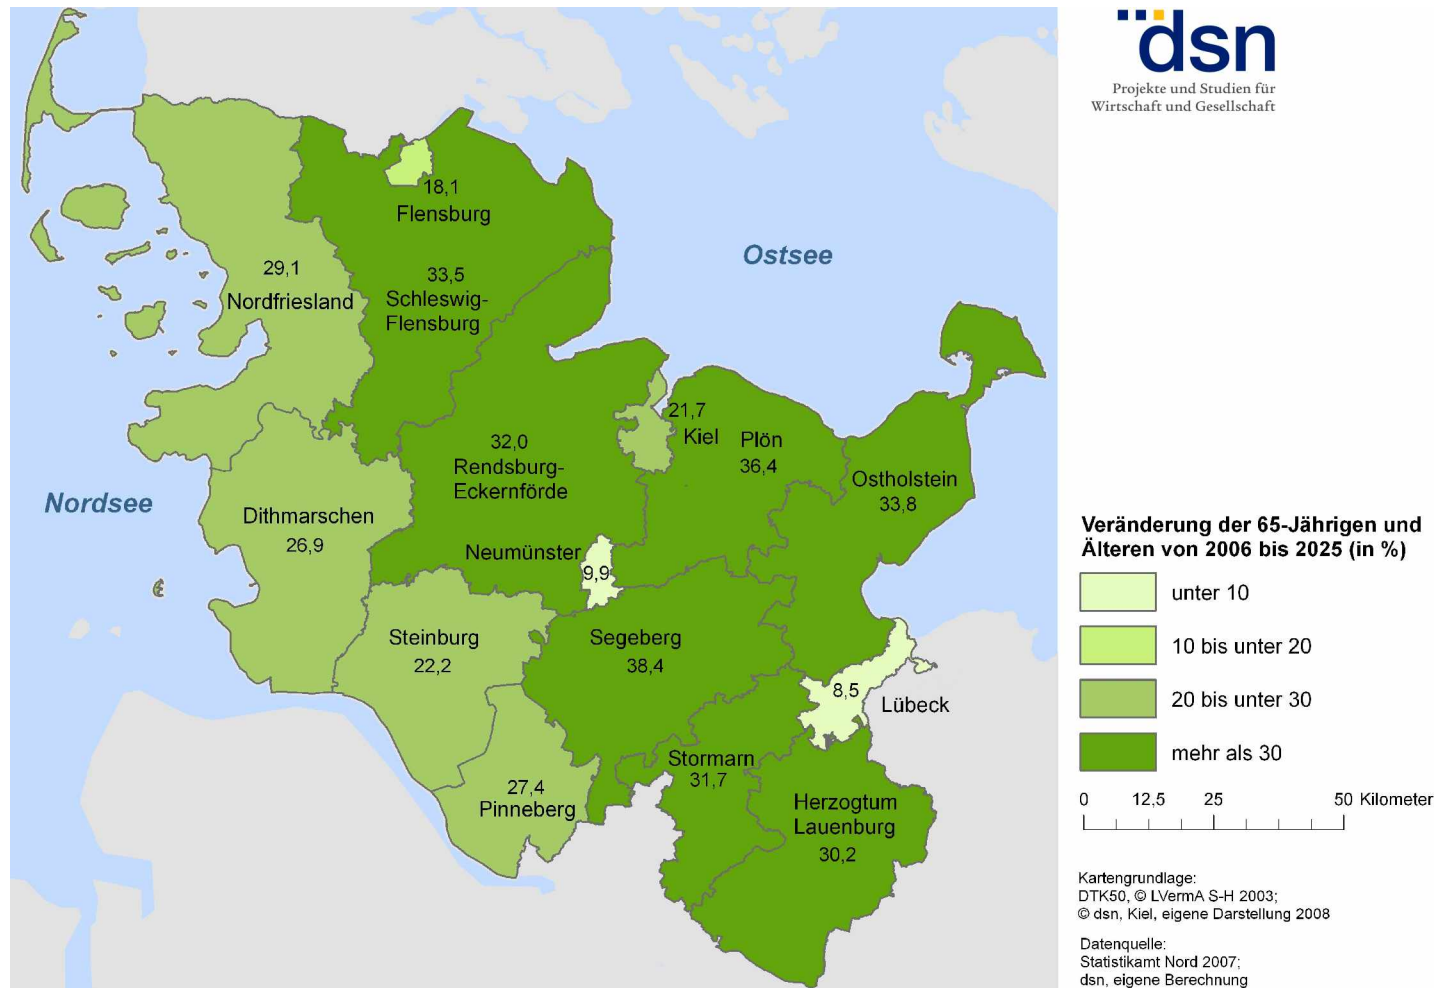 dsn
Projekte und Studien für
Wirtschaft und Gesellschaft
18,1
Flensburg
Ostsee
29,1
Nordfriesland
33,5
Schleswig-
Flensburg
21,7
Kiel
Plön
36,4
32,0
Rendsburg-
Eckernförde
Ostholstein
33,8
Nordsee
Dithmarschen
26,9
Neumünster
9,9
Steinburg
22,2
Segeberg
38,4
8,5
Lübeck
Stormarn
31,7
27,4
Pinneberg
Herzogtum
Lauenburg
30,2
Veränderung der 65-Jährigen und
Älteren von 2006 bis 2025 (in %)
unter 10
10 bis unter 20
20 bis unter 30
mehr als 30
0 12,5 25 50 Kilometer
Kartengrundlage:
DTK50, © LVermA S-H 2003;
© dsn, Kiel, eigene Darstellung 2008
Datenquelle:
Statistikamt Nord 2007;
dsn, eigene Berechnung